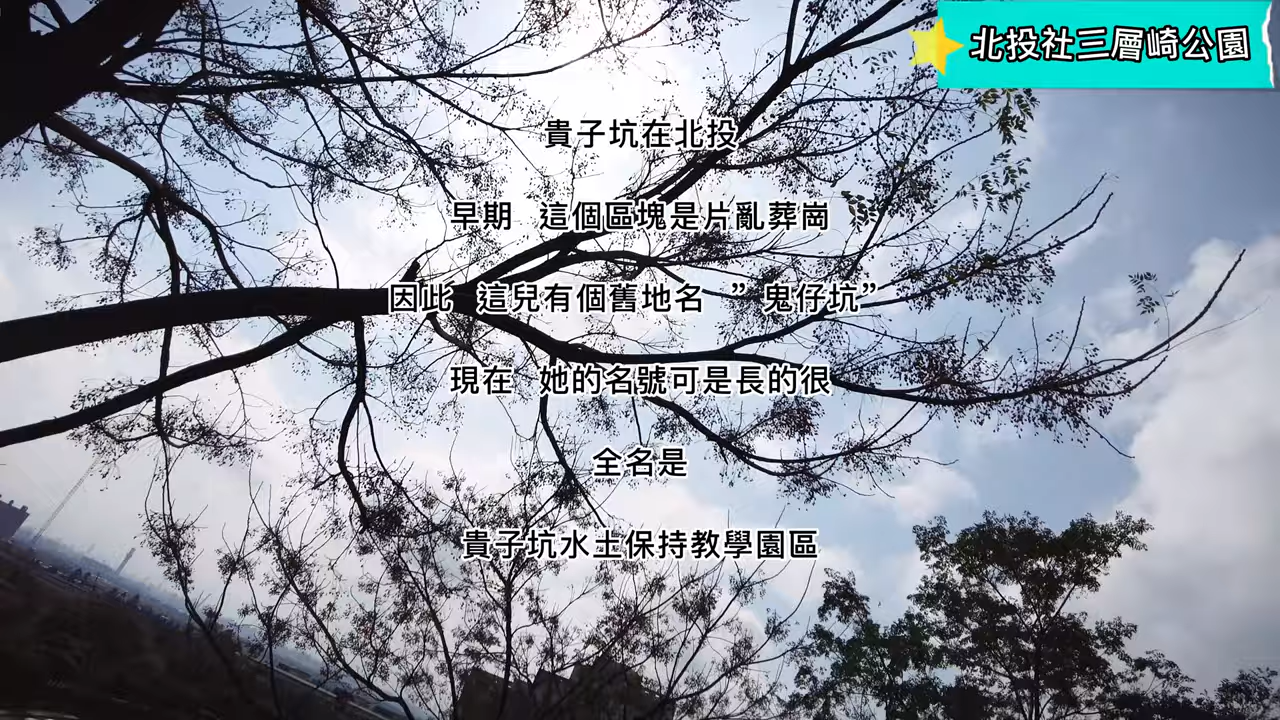 北投社三層崎公園
貴子坑在北投
早期 這個區塊是片亂葬崗
因此 這兒有個舊地名 ”鬼仔坑”
現在 她的名號可是長的很
全名是
貴子坑水土保持教學園區